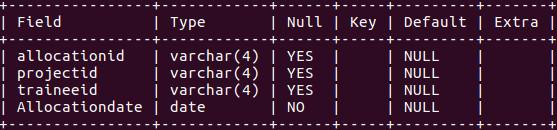 +---------------+------------+------+-----+---------+-------+
| Field         | Type       | Null | Key | Default | Extra |
+---------------+------------+------+-----+---------+-------+
| allocationid  | varchar(4) | YES  |     | NULL    |       |
| projectid     | varchar(4) | YES  |     | NULL    |       |
| traineeid     | varchar(4) | YES  |     | NULL    |       |
| Allocationdate | date       | NO   |     | NULL    |       |
+---------------+------------+------+-----+---------+-------+